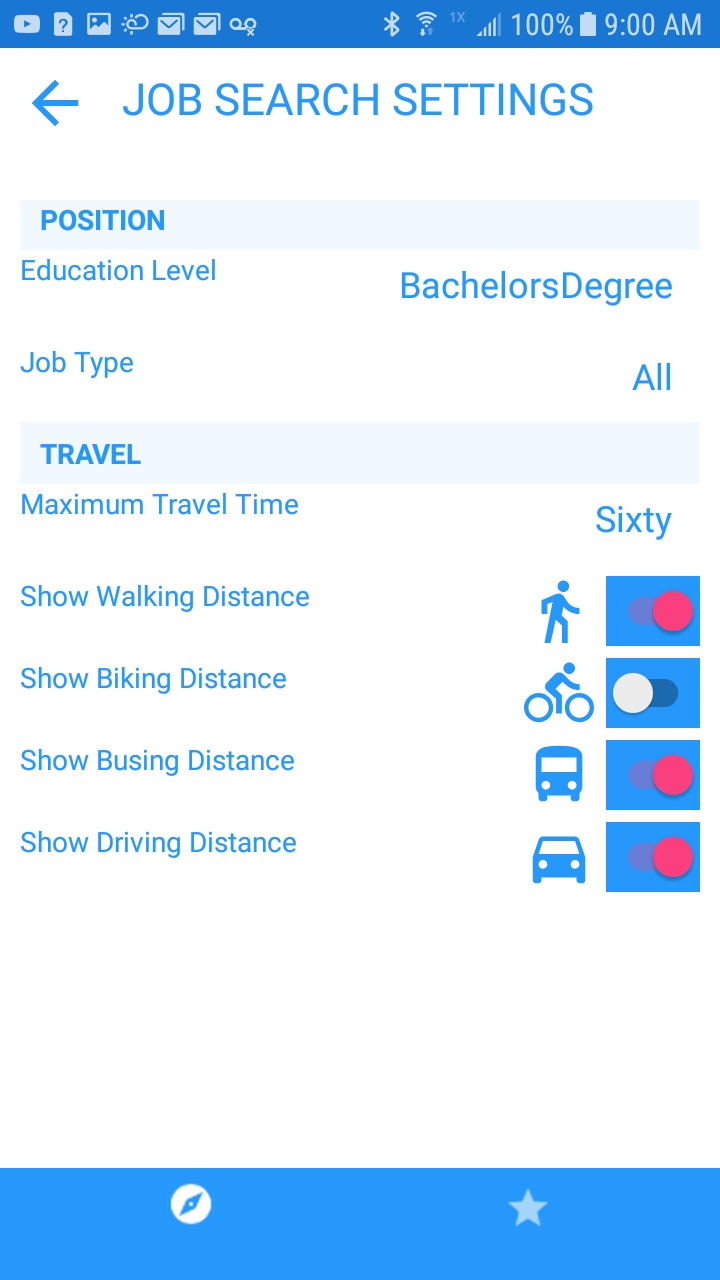 1X 100% 9:00 AM
JOB SEARCH SETTINGS
POSITION
Education Level
BachelorsDegree
Job Type
All
TRAVEL
Maximum Travel Time
Sixty
Show Walking Distance
Show Biking Distance
Show Busing Distance
Show Driving Distance